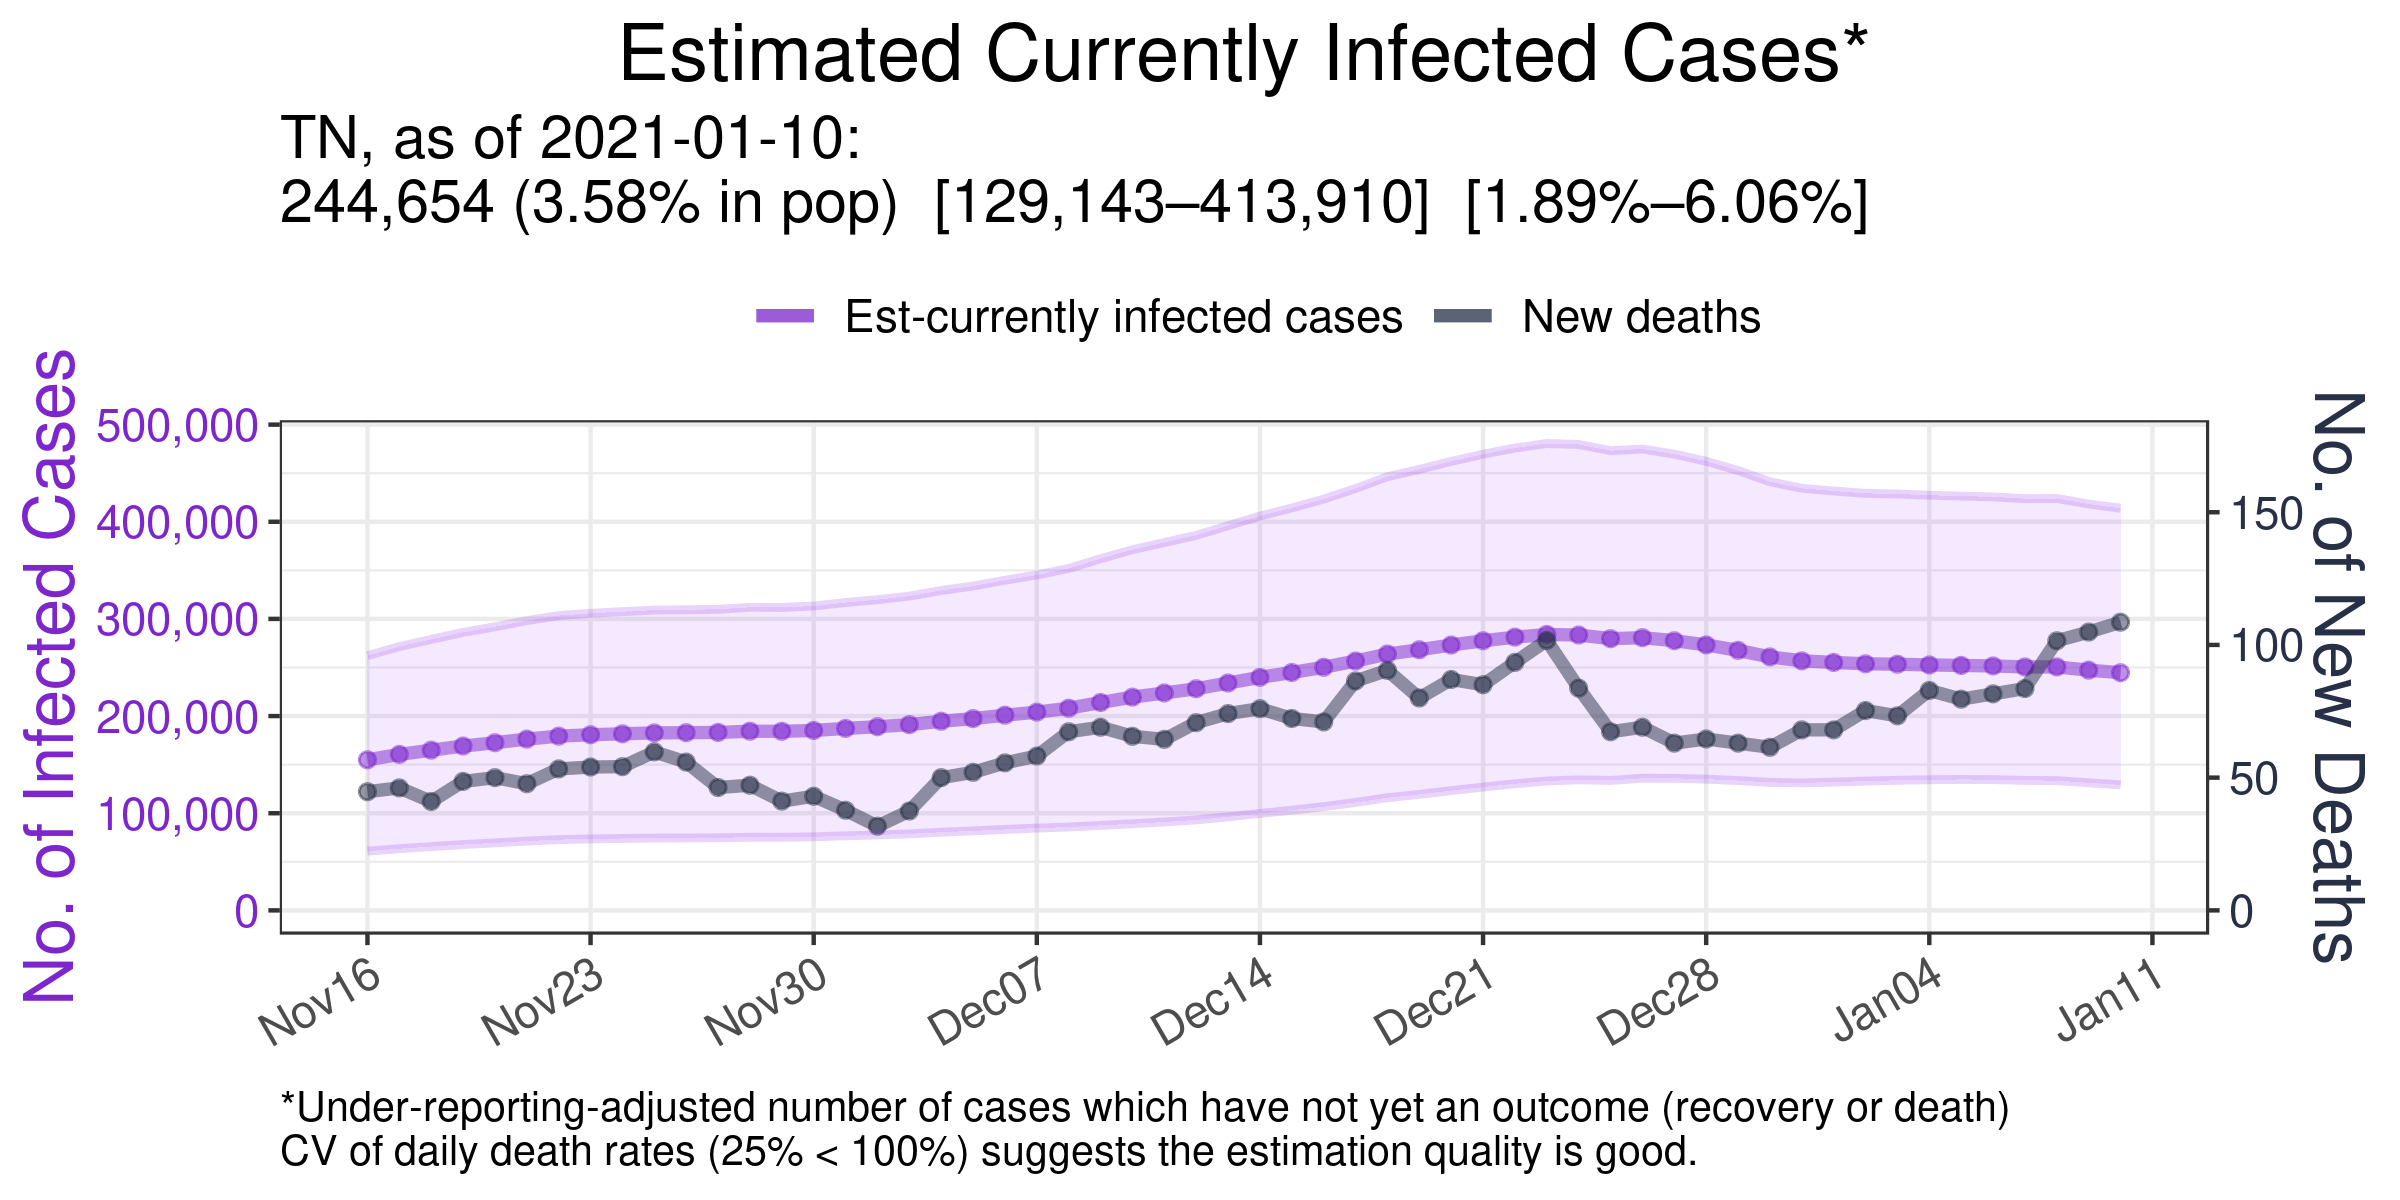 Estimated Currently Infected Cases*
TN, as of 2021-01-10:
244,654 (3.58% in pop)  [129,143–413,910]  [1.89%–6.06%]
Est-currently infected cases
New deaths
No. of Infected Cases
500,000
400,000
300,000
200,000
100,000
0
No. of New Deaths
150
100
50
0
Nov16
Nov23
Nov30
Dec07
Dec14
Dec21
Dec28
Jan04
Jan11
*Under-reporting-adjusted number of cases which have not yet an outcome (recovery or death)
CV of daily death rates (25% < 100%) suggests the estimation quality is good.